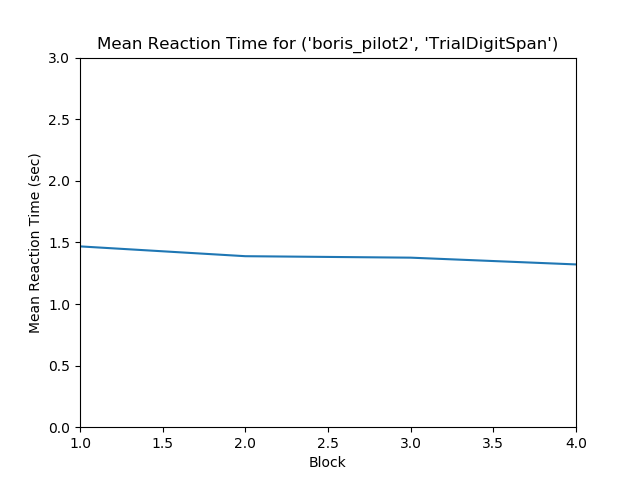 Mean Reaction Time for ('boris_pilot2', 'TrialDigitSpan')
3.0
2.5
2.0
1.5
1.0
0.5
0.0
Mean Reaction Time (sec)
1.0 1.5 2.0 2.5 3.0 3.5 4.0
Block